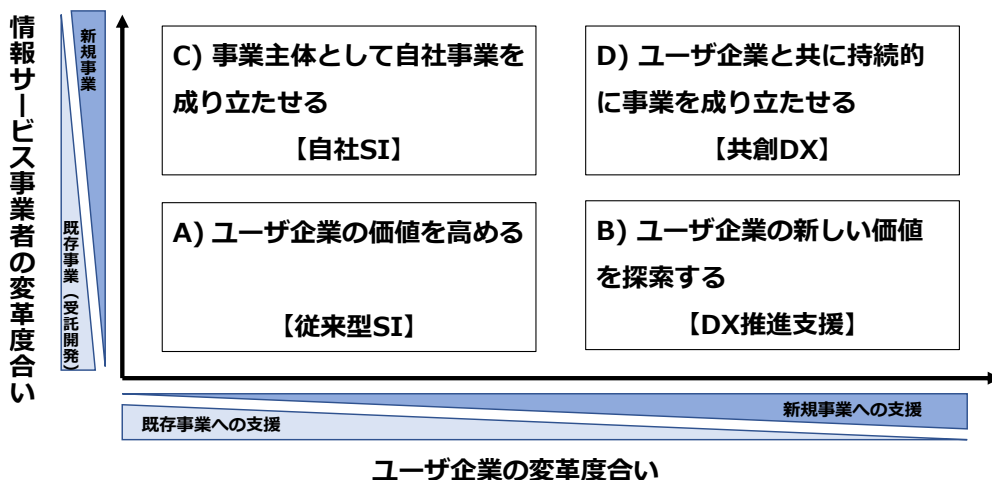 情報サービス事業者の変革度合い
新規事業
既存事業（受託開発）
C) 事業主体として自社事業を
成り立たせる
【自社SI】
D) ユーザ企業と共に持続的
に事業を成り立たせる
【共創DX】
A) ユーザ企業の価値を高める
【従来型SI】
B) ユーザ企業の新しい価値
を探索する
【DX推進支援】
新規事業への支援
既存事業への支援
ユーザ企業の変革度合い